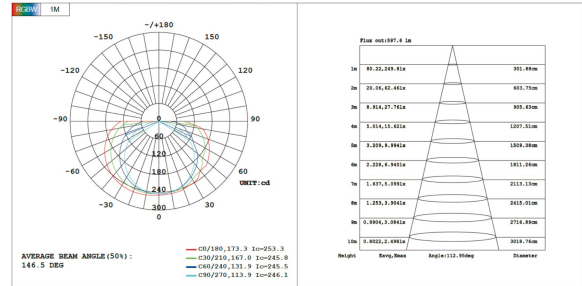 RGBW 1M
-/+180
-150 150
-120 120
-90 0 90
60
120
-60 180 60
240
UNIT:cd
-30 300 30
0
AVERAGE BEAM ANGLE(50%):
146.5 DEG
C0/180,173.3 Ic=253.3
C30/210,167.0 Ic=245.8
C60/240,131.9 Ic=245.5
C90/270,113.9 Ic=246.1
Flux out:597.6 lm
1m 80.22,249.81x 301.88cm
2m 20.06,62.461x 603.75cm
3m 8.914,27.761x 905.63cm
4m 5.014,15.621x 1207.51cm
5m 3.209,9.9941x 1509.38cm
6m 2.228,6.9401x 1811.26cm
7m 1.637,5.0991x 2113.13cm
8m 1.253,3.9041x 2415.01cm
9m 0.9904,3.0841x 2716.89cm
10m 0.8022,2.4981x 3018.76cm
Height Eavg,Emax Angle:112.95deg Diameter